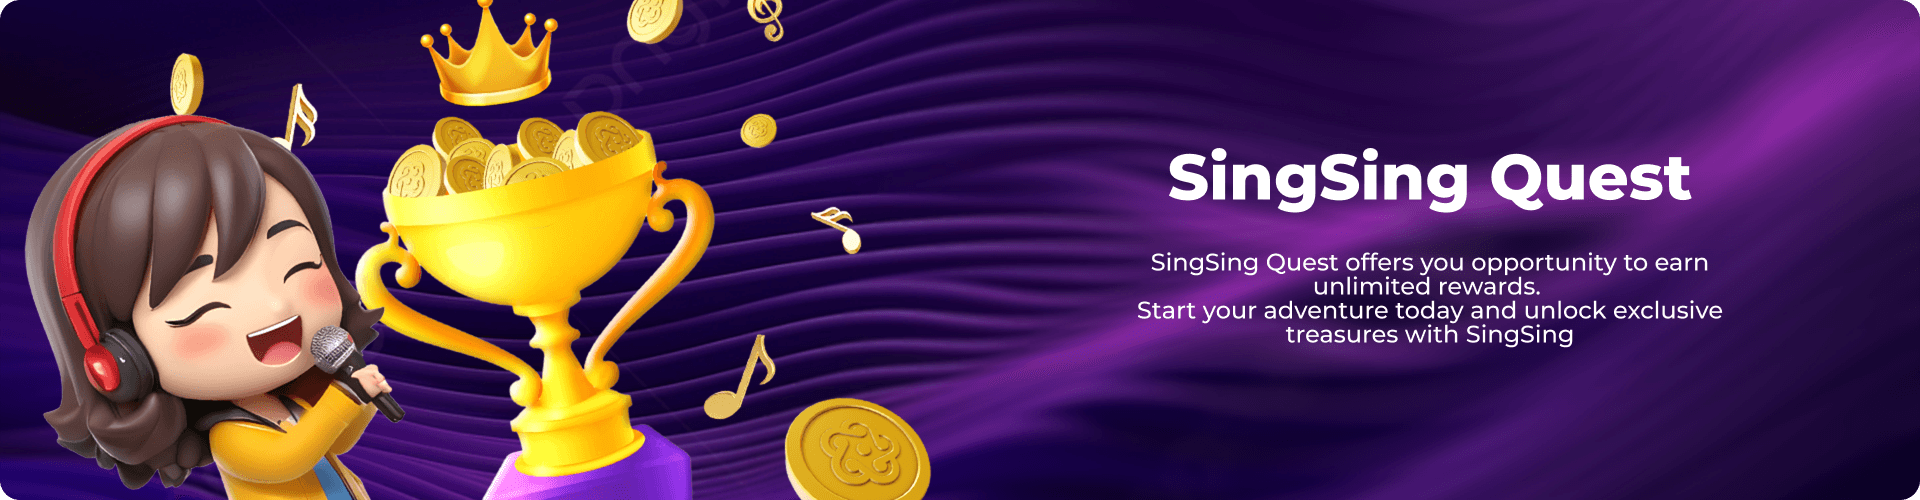 SingSing Quest
SingSing Quest offers you opportunity to earn
unlimited rewards.
Start your adventure today and unlock exclusive
treasures with SingSing